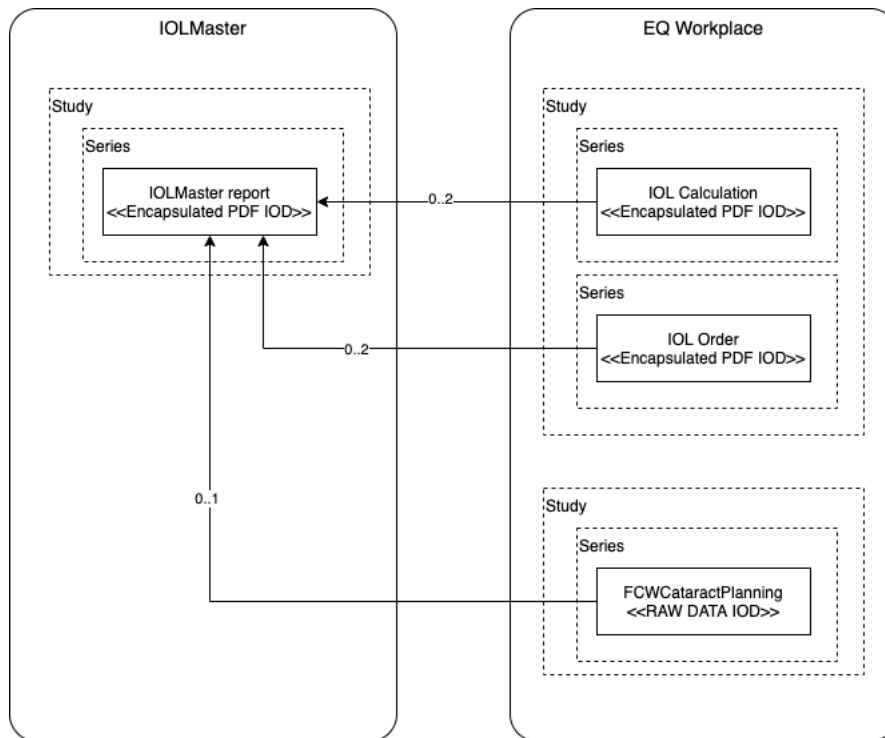 IOLMaster
Study
Series
IOLMaster report
<<Encapsulated PDF IOD>>
EQ Workplace
Study
Series
IOL Calculation
<<Encapsulated PDF IOD>>
0..2
Series
IOL Order
<<Encapsulated PDF IOD>>
0..2
Study
Series
FCWCataractPlanning
<<RAW DATA IOD>>
0..1